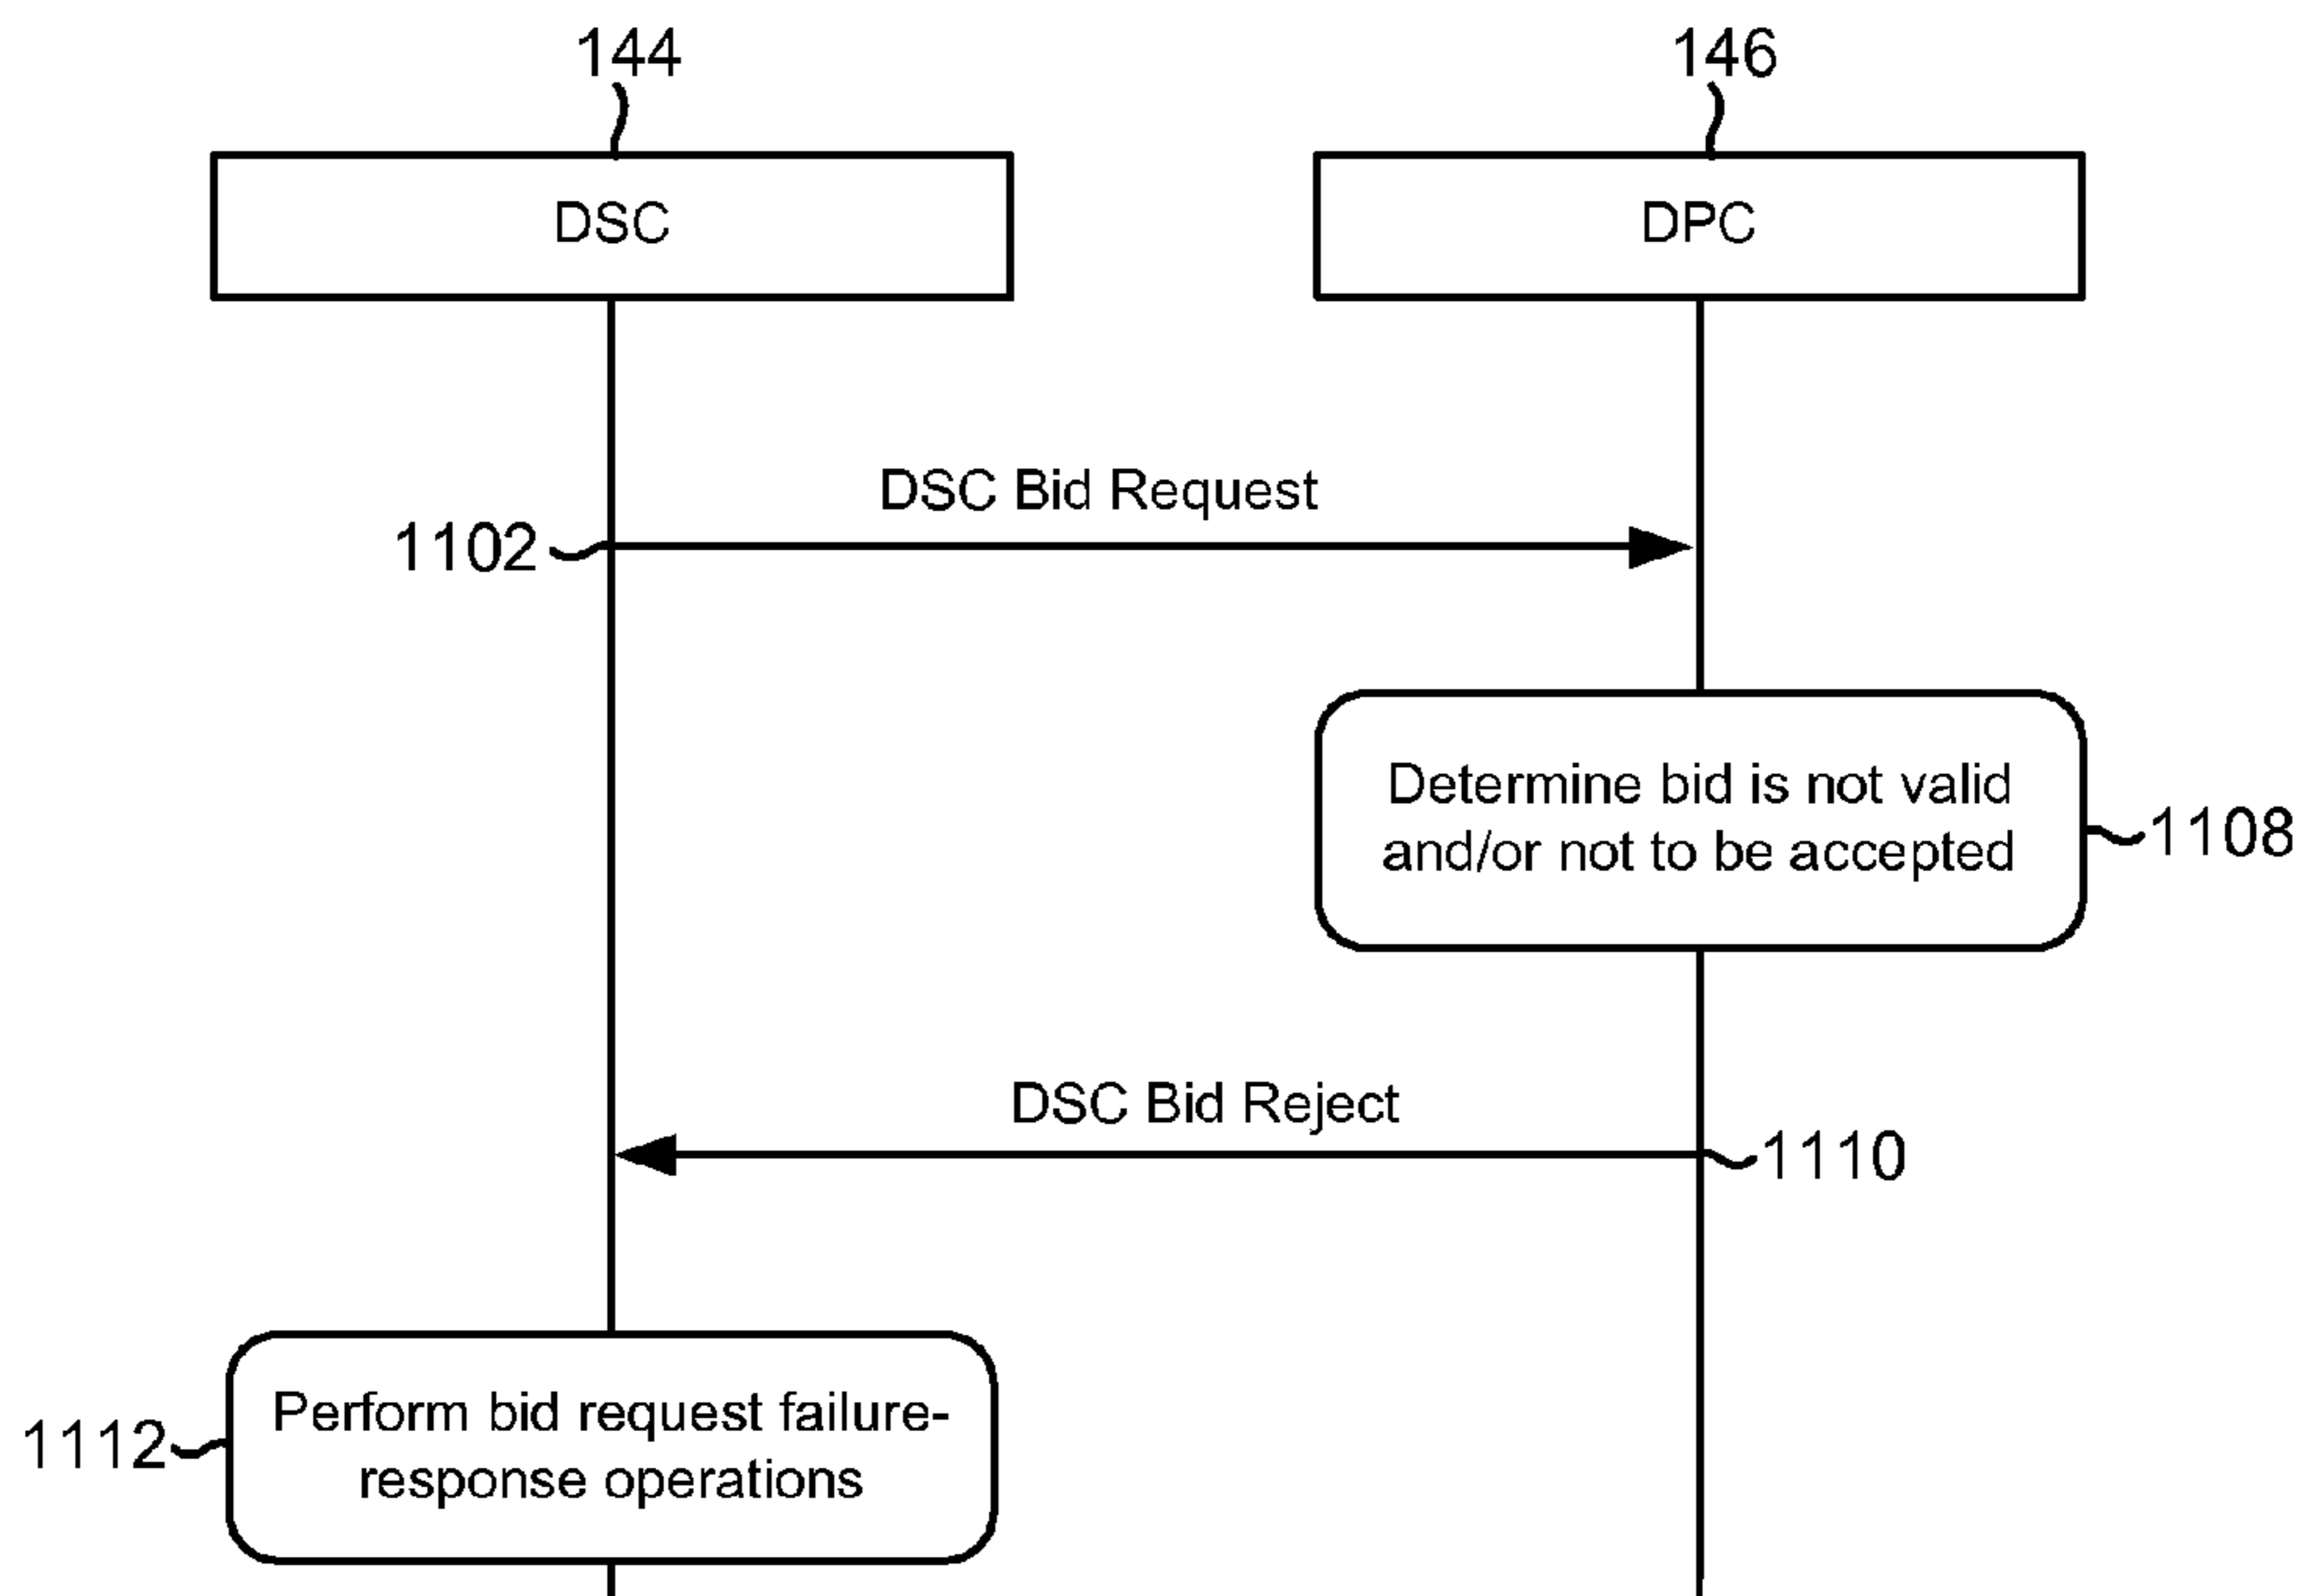 144
146
DSC
DPC
DSC Bid Request
1102
Determine bid is not valid
and/or not to be accepted
1108
DSC Bid Reject
1110
Perform bid request failure-
response operations
1112